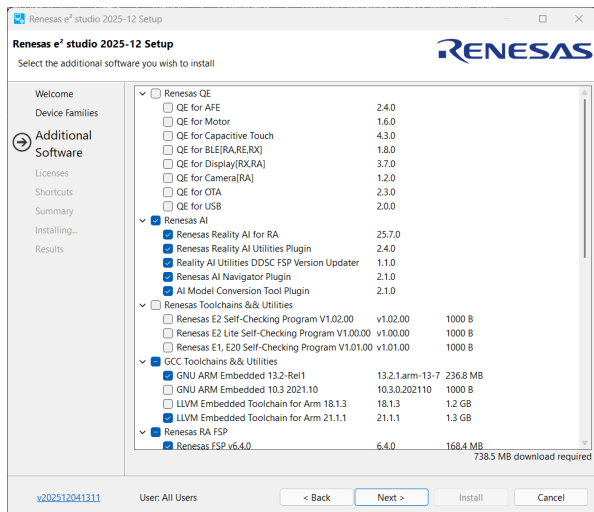 Renesas e² studio 2025-12 Setup
Renesas e² studio 2025-12 Setup
Select the additional software you wish to install
RENESAS
Welcome
Device Families
Additional
Software
Licenses
Shortcuts
Summary
Installing...
Results
Renesas QE
QE for AFE 2.4.0
QE for Motor 1.6.0
QE for Capacitive Touch 4.3.0
QE for BLE[RA,RE,RX] 1.8.0
QE for Display[RX,RA] 3.7.0
QE for Camera[RA] 1.2.0
QE for OTA 2.3.0
QE for USB 2.0.0
Renesas AI
Renesas Reality AI for RA 25.7.0
Renesas Reality AI Utilities Plugin 2.4.0
Reality AI Utilities DDSC FSP Version Updater 1.1.0
Renesas AI Navigator Plugin 2.1.0
AI Model Conversion Tool Plugin 2.1.0
Renesas Toolchains && Utilities
Renesas E2 Self-Checking Program V1.02.00 v1.02.00 1000 B
Renesas E2 Lite Self-Checking Program V1.00.00 v1.00.00 1000 B
Renesas E1, E20 Self-Checking Program V1.01.00 v1.01.00 1000 B
GCC Toolchains && Utilities
GNU ARM Embedded 13.2-Rel1 13.2.1.arm-13-7 236.8 MB
GNU ARM Embedded 10.3 2021.10 10.3.0.202110 1000 B
LLVM Embedded Toolchain for Arm 18.1.3 18.1.3 1.2 GB
LLVM Embedded Toolchain for Arm 21.1.1 21.1.1 1.3 GB
Renesas RA FSP
Renesas FSP v6.4.0 6.4.0 168.4 MB
738.5 MB download required
v202512041311
User: All Users
< Back
Next >
Install
Cancel